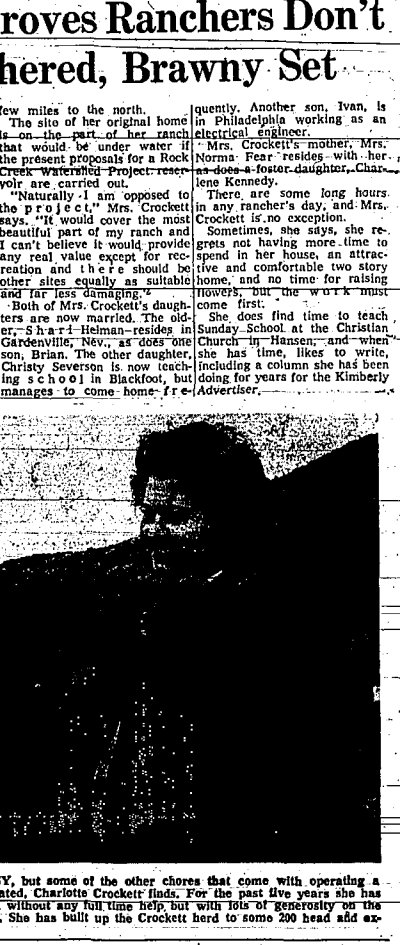 roves Ranchers Don't
hered, Brawny Set
few miles to the north.
The site of her original home
is on the part of her ranch
that would be under water if
the present proposals for a Rock
Creek Watershed Project reser-
voir are carried out.
"Naturally I am opposed to
the project," Mrs. Crockett
says. "It would cover the most
beautiful part of my ranch and
I can't believe it would provide
any real value except for rec-
reation and there should be
other sites equally as suitable
and far less damaging."
Both of Mrs. Crockett's daugh-
ters are now married. The old-
er, Shari Helman resides in
Gardenville, Nev., as does one
son, Brian. The other daughter,
Christy Severson is now teach-
ing school in Blackfoot, but
manages to come home fre-
quently. Another son, Ivan, is
in Philadelphia working as an
electrical engineer.
Mrs. Crockett's mother, Mrs.
Norma Fear resides with her
as does a foster daughter, Char-
lene Kennedy.
There are some long hours
in any rancher's day, and Mrs.
Crockett is no exception.
Sometimes, she says, she re-
grets not having more time to
spend in her house, an attrac-
tive and comfortable two story
home, and no time for raising
flowers, but the work must
come first.
She does find time to teach
Sunday School at the Christian
Church in Hansen, and when
she has time, likes to write,
including a column she has been
doing for years for the Kimberly
Advertiser.
Y, but some of the other chores that come with operating a
ated, Charlotte Crockett finds. For the past five years she has
without any full time help but with lots of generosity on the
. She has built up the Crockett herd to some 200 head and ex-